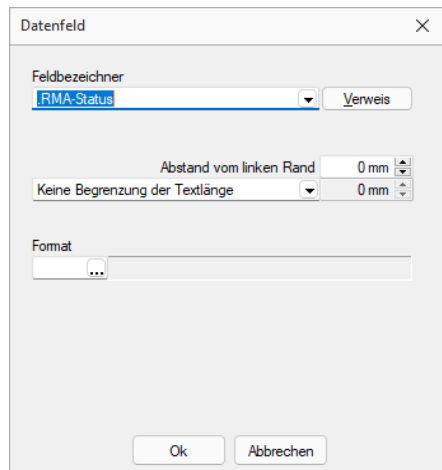 Datenfeld
Feldbezeichner
.RMA-Status
Verweis
Abstand vom linken Rand 0 mm
Keine Begrenzung der Textlänge 0 mm
Format
...
Ok Abbrechen